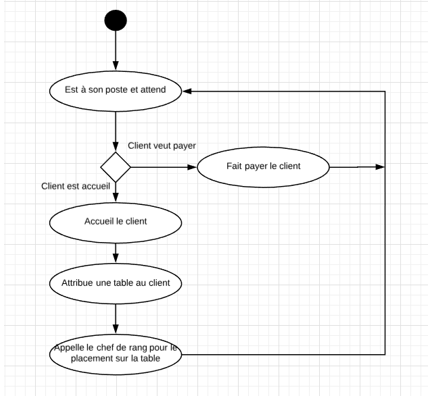 Est à son poste et attend
Client veut payer
Fait payer le client
Client est accueil
Accueil le client
Attribue une table au client
Appelle le chef de rang pour le
placement sur la table